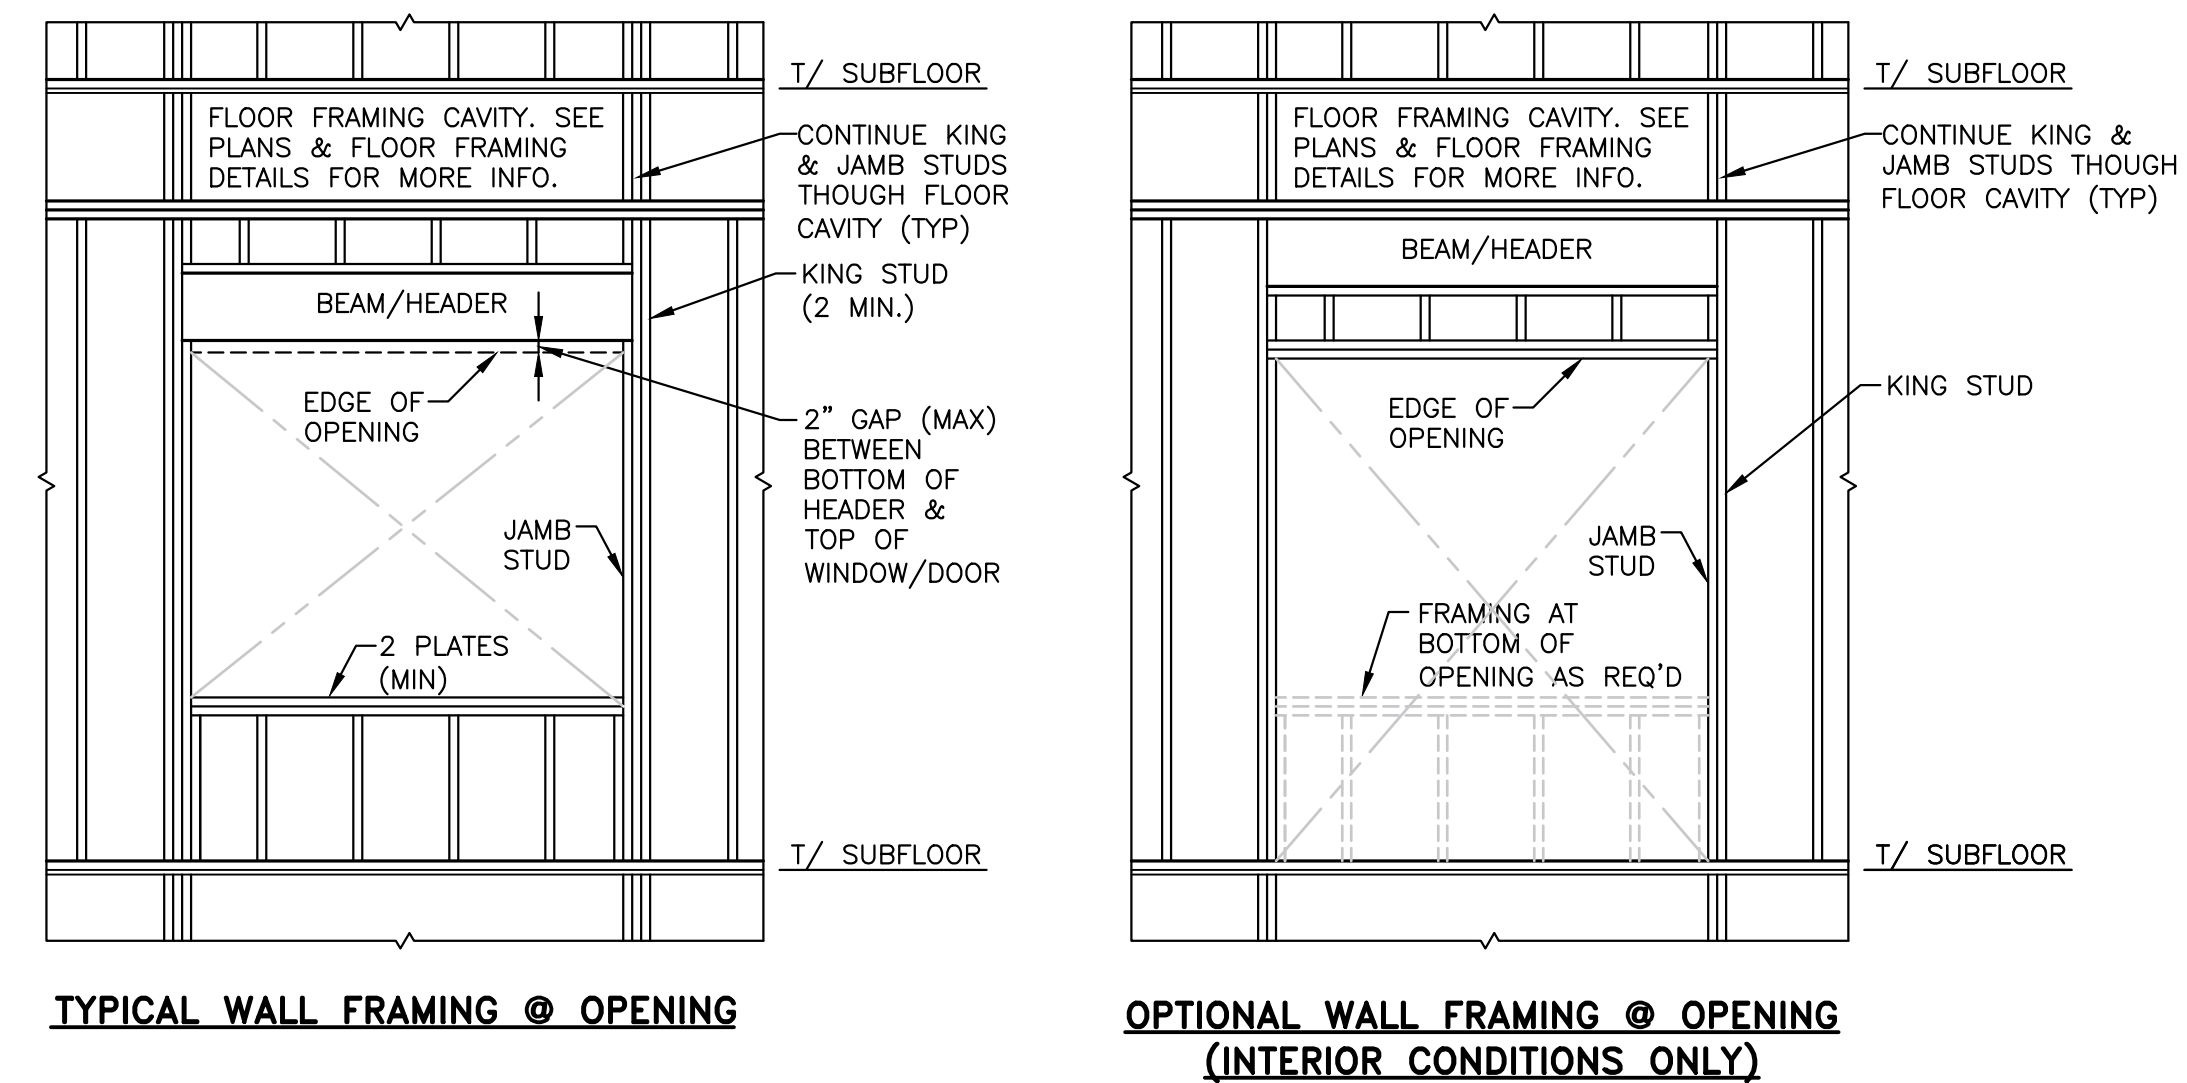 T/ SUBFLOOR
FLOOR FRAMING CAVITY. SEE
PLANS & FLOOR FRAMING
DETAILS FOR MORE INFO.
CONTINUE KING
& JAMB STUDS
THOUGH FLOOR
CAVITY (TYP)
BEAM/HEADER
KING STUD
(2 MIN.)
EDGE OF
OPENING
2" GAP (MAX)
BETWEEN
BOTTOM OF
HEADER &
TOP OF
WINDOW/DOOR
JAMB
STUD
2 PLATES
(MIN)
T/ SUBFLOOR
TYPICAL WALL FRAMING @ OPENING
T/ SUBFLOOR
FLOOR FRAMING CAVITY. SEE
PLANS & FLOOR FRAMING
DETAILS FOR MORE INFO.
CONTINUE KING &
JAMB STUDS THOUGH
FLOOR CAVITY (TYP)
BEAM/HEADER
KING STUD
EDGE OF
OPENING
JAMB
STUD
FRAMING AT
BOTTOM OF
OPENING AS REQ'D
T/ SUBFLOOR
OPTIONAL WALL FRAMING @ OPENING
(INTERIOR CONDITIONS ONLY)